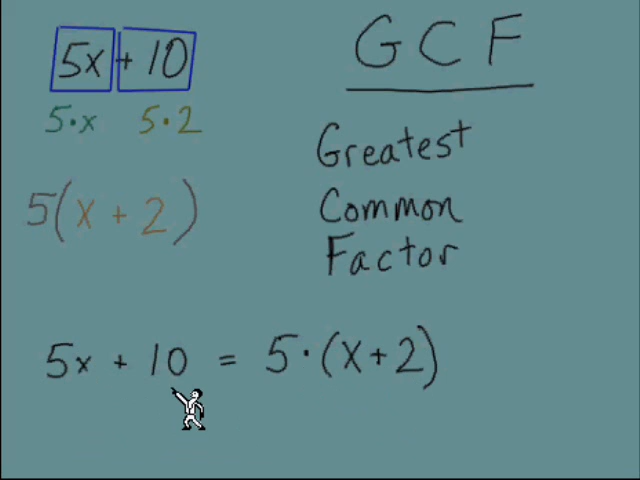 5x + 10
5·x 5·2
5(x + 2)
GCF
Greatest
Common
Factor
5x + 10 = 5·(x+2)